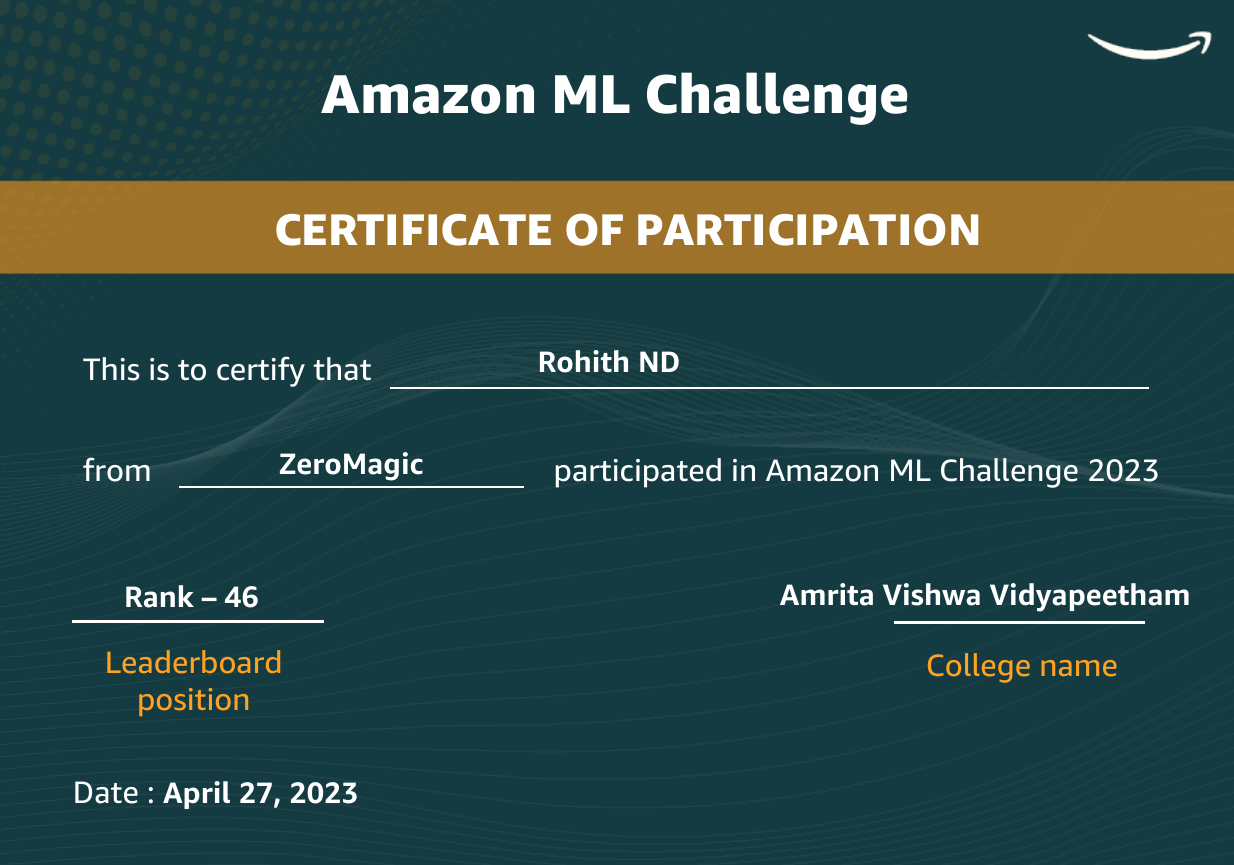 Amazon ML Challenge
CERTIFICATE OF PARTICIPATION
This is to certify that Rohith ND
from ZeroMagic participated in Amazon ML Challenge 2023
Rank – 46 Amrita Vishwa Vidyapeetham
Leaderboard College name
position
Date : April 27, 2023